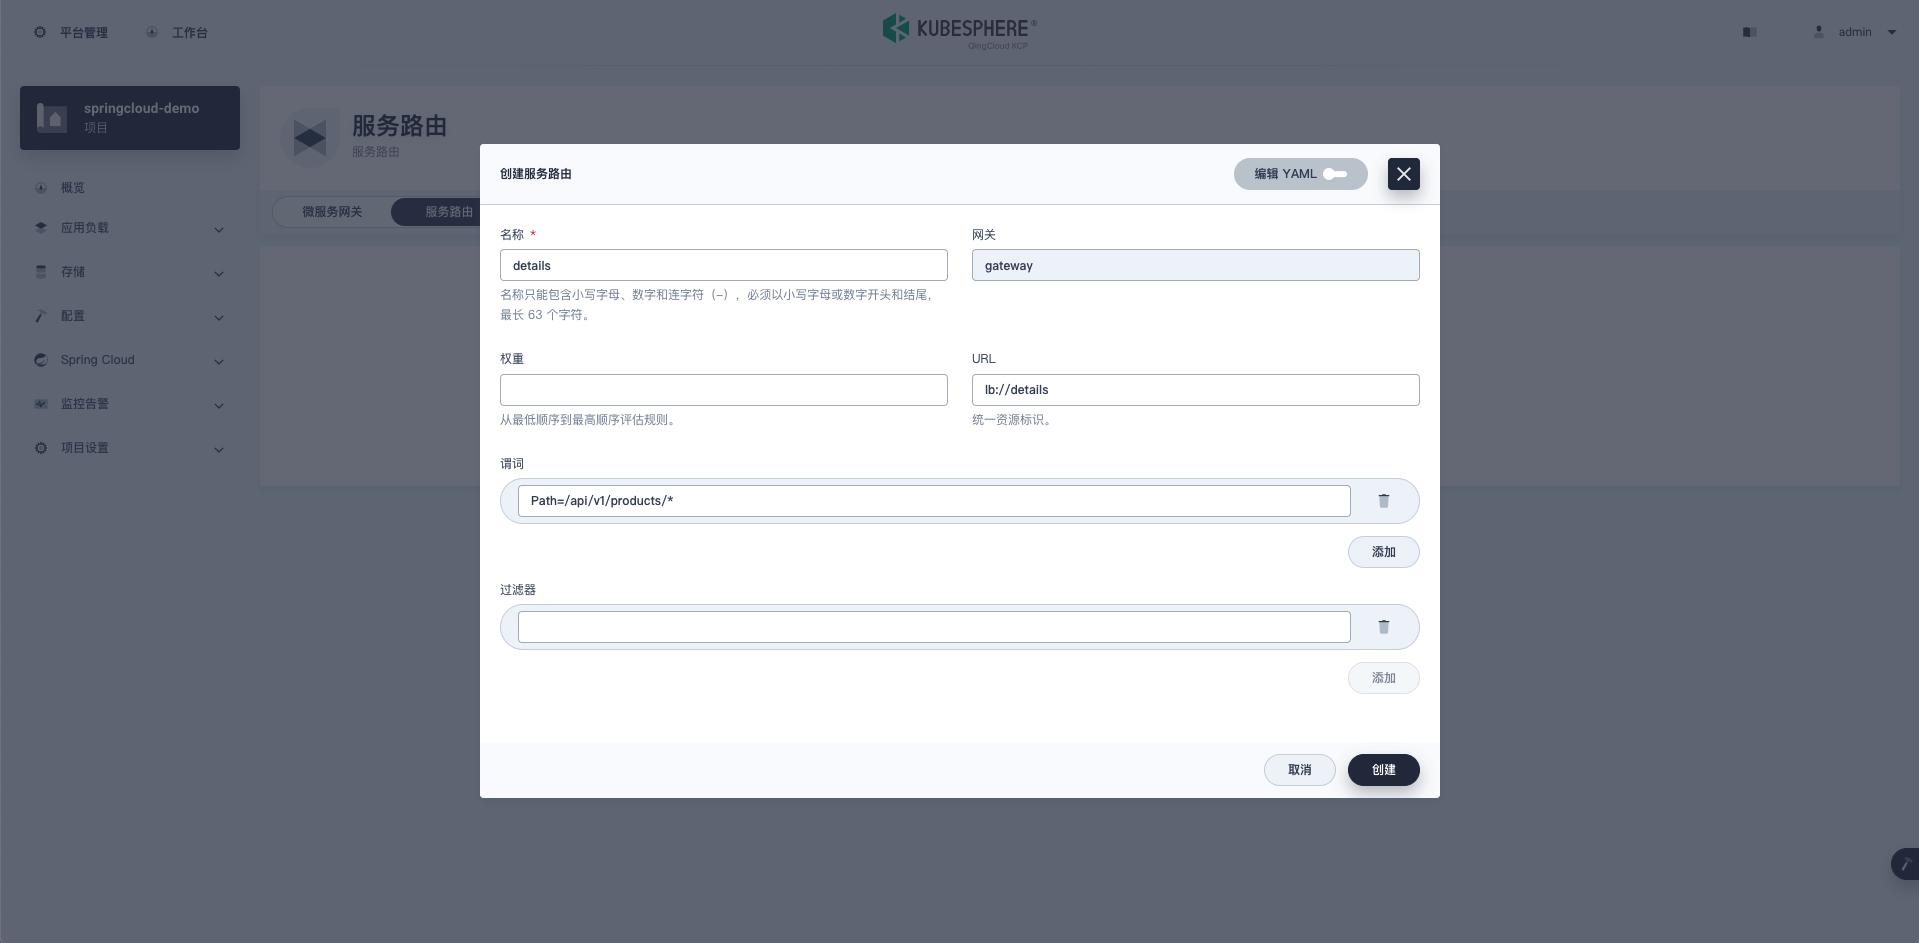 平台管理
工作台
KUBESPHERE®
QingCloud KCP
admin
springcloud-demo
项目
概览
应用负载
存储
配置
Spring Cloud
监控告警
项目设置
服务路由
服务路由
微服务网关
服务路由
创建服务路由
编辑 YAML
名称 *
details
名称只能包含小写字母、数字和连字符（-），必须以小写字母或数字开头和结尾，
最长 63 个字符。
网关
gateway
权重
从最低顺序到最高顺序评估规则。
URL
lb://details
统一资源标识。
谓词
Path=/api/v1/products/*
添加
过滤器
添加
取消
创建